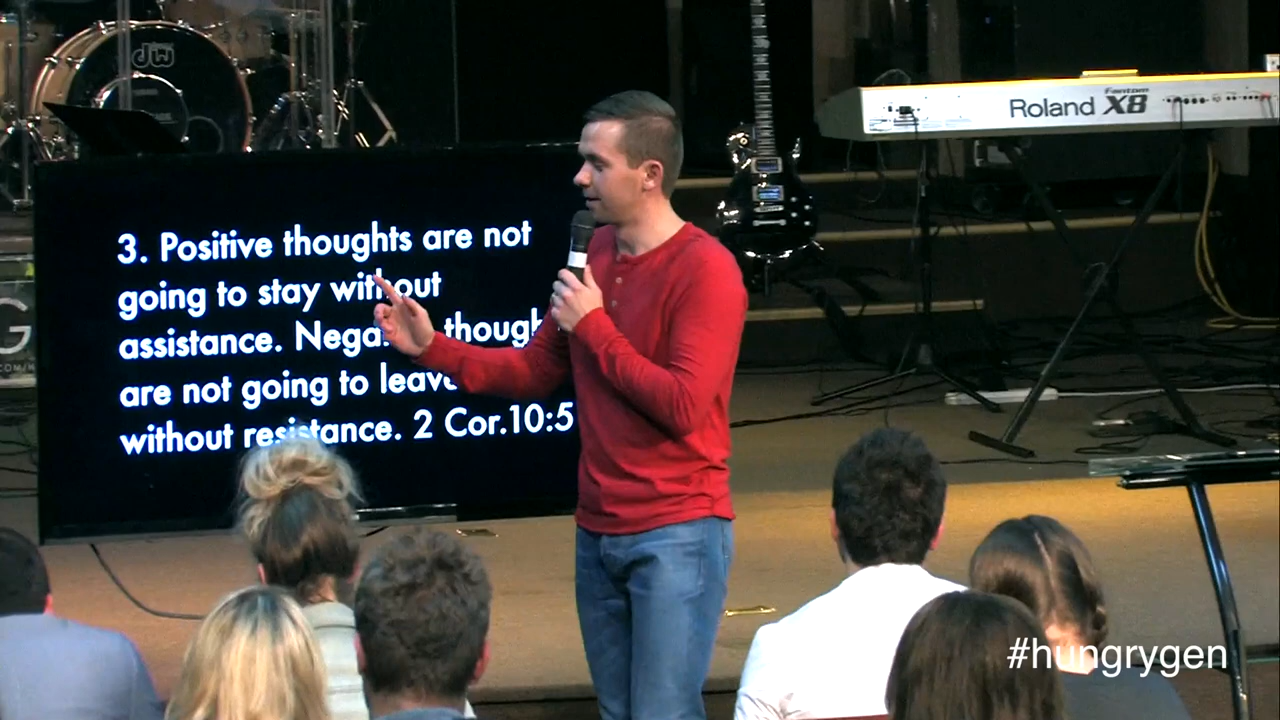 dw
3. Positive thoughts are not
going to stay without
assistance.
are not going to leave
without resistance. 2 Cor.10:5
Roland Fantom X8
G
#hungrygen